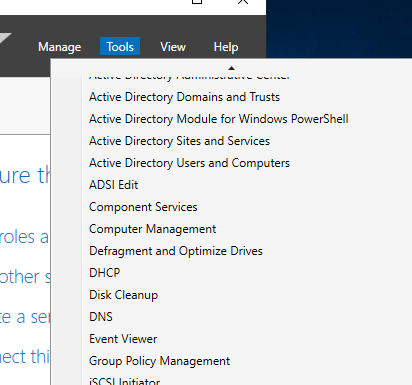 Manage Tools View Help
Active Directory Administrative Center
Active Directory Domains and Trusts
Active Directory Module for Windows PowerShell
Active Directory Sites and Services
ure th
Active Directory Users and Computers
ADSI Edit
Component Services
Computer Management
roles a
Defragment and Optimize Drives
DHCP
other s
Disk Cleanup
DNS
te a ser
Event Viewer
Group Policy Management
nect thi
iSCSI Initiator